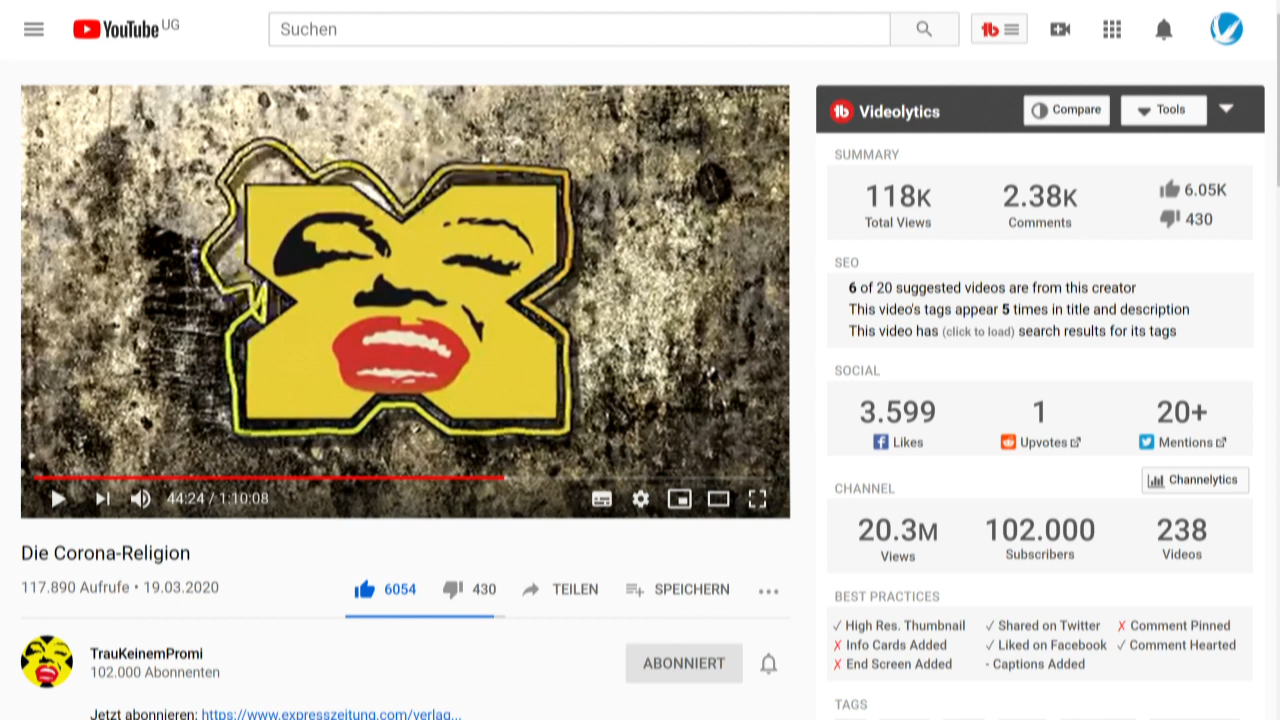 YouTube UG
Suchen
Videolytics
Compare
Tools
SUMMARY
118K
Total Views
2.38K
Comments
6.05K
430
SEO
6 of 20 suggested videos are from this creator
This video's tags appear 5 times in title and description
This video has (click to load) search results for its tags
SOCIAL
3.599
Likes
1
Upvotes
20+
Mentions
CHANNEL
Channelytics
20.3M
Views
102.000
Subscribers
238
Videos
BEST PRACTICES
✓ High Res. Thumbnail ✓ Shared on Twitter ✗ Comment Pinned
✗ Info Cards Added ✓ Liked on Facebook ✓ Comment Hearted
✗ End Screen Added - Captions Added
TAGS
44:24 / 1:10:08
Die Corona-Religion
117.890 Aufrufe • 19.03.2020
6054
430
TEILEN
SPEICHERN
TrauKeinemPromi
102.000 Abonnenten
ABONNIERT
Jetzt abonnieren: https://www.expresszeitung.com/verlag...